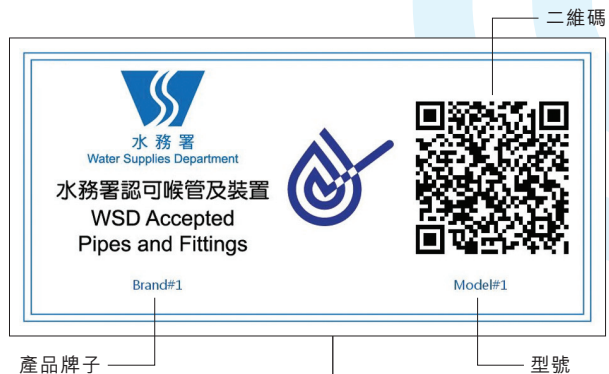 二維碼
水務署
Water Supplies Department
水務署認可喉管及裝置
WSD Accepted
Pipes and Fittings
Brand#1
Model#1
產品牌子
型號